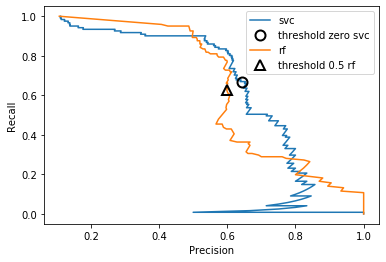 svc
threshold zero svc
rf
threshold 0.5 rf
1.0
0.8
0.6
0.4
0.2
0.0
Recall
0.2 0.4 0.6 0.8 1.0
Precision